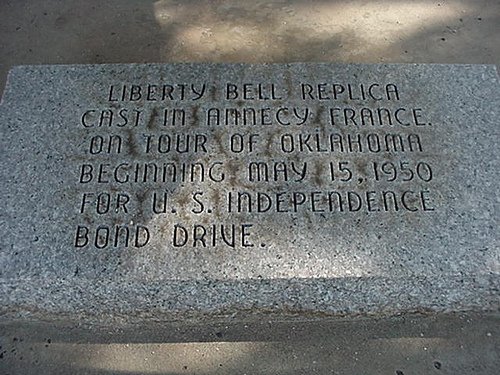 LIBERTY BELL REPLICA
CAST IN ANNECY FRANCE.
ON TOUR OF OKLAHOMA
BEGINNING MAY 15, 1950
FOR U. S. INDEPENDENCE
BOND DRIVE.